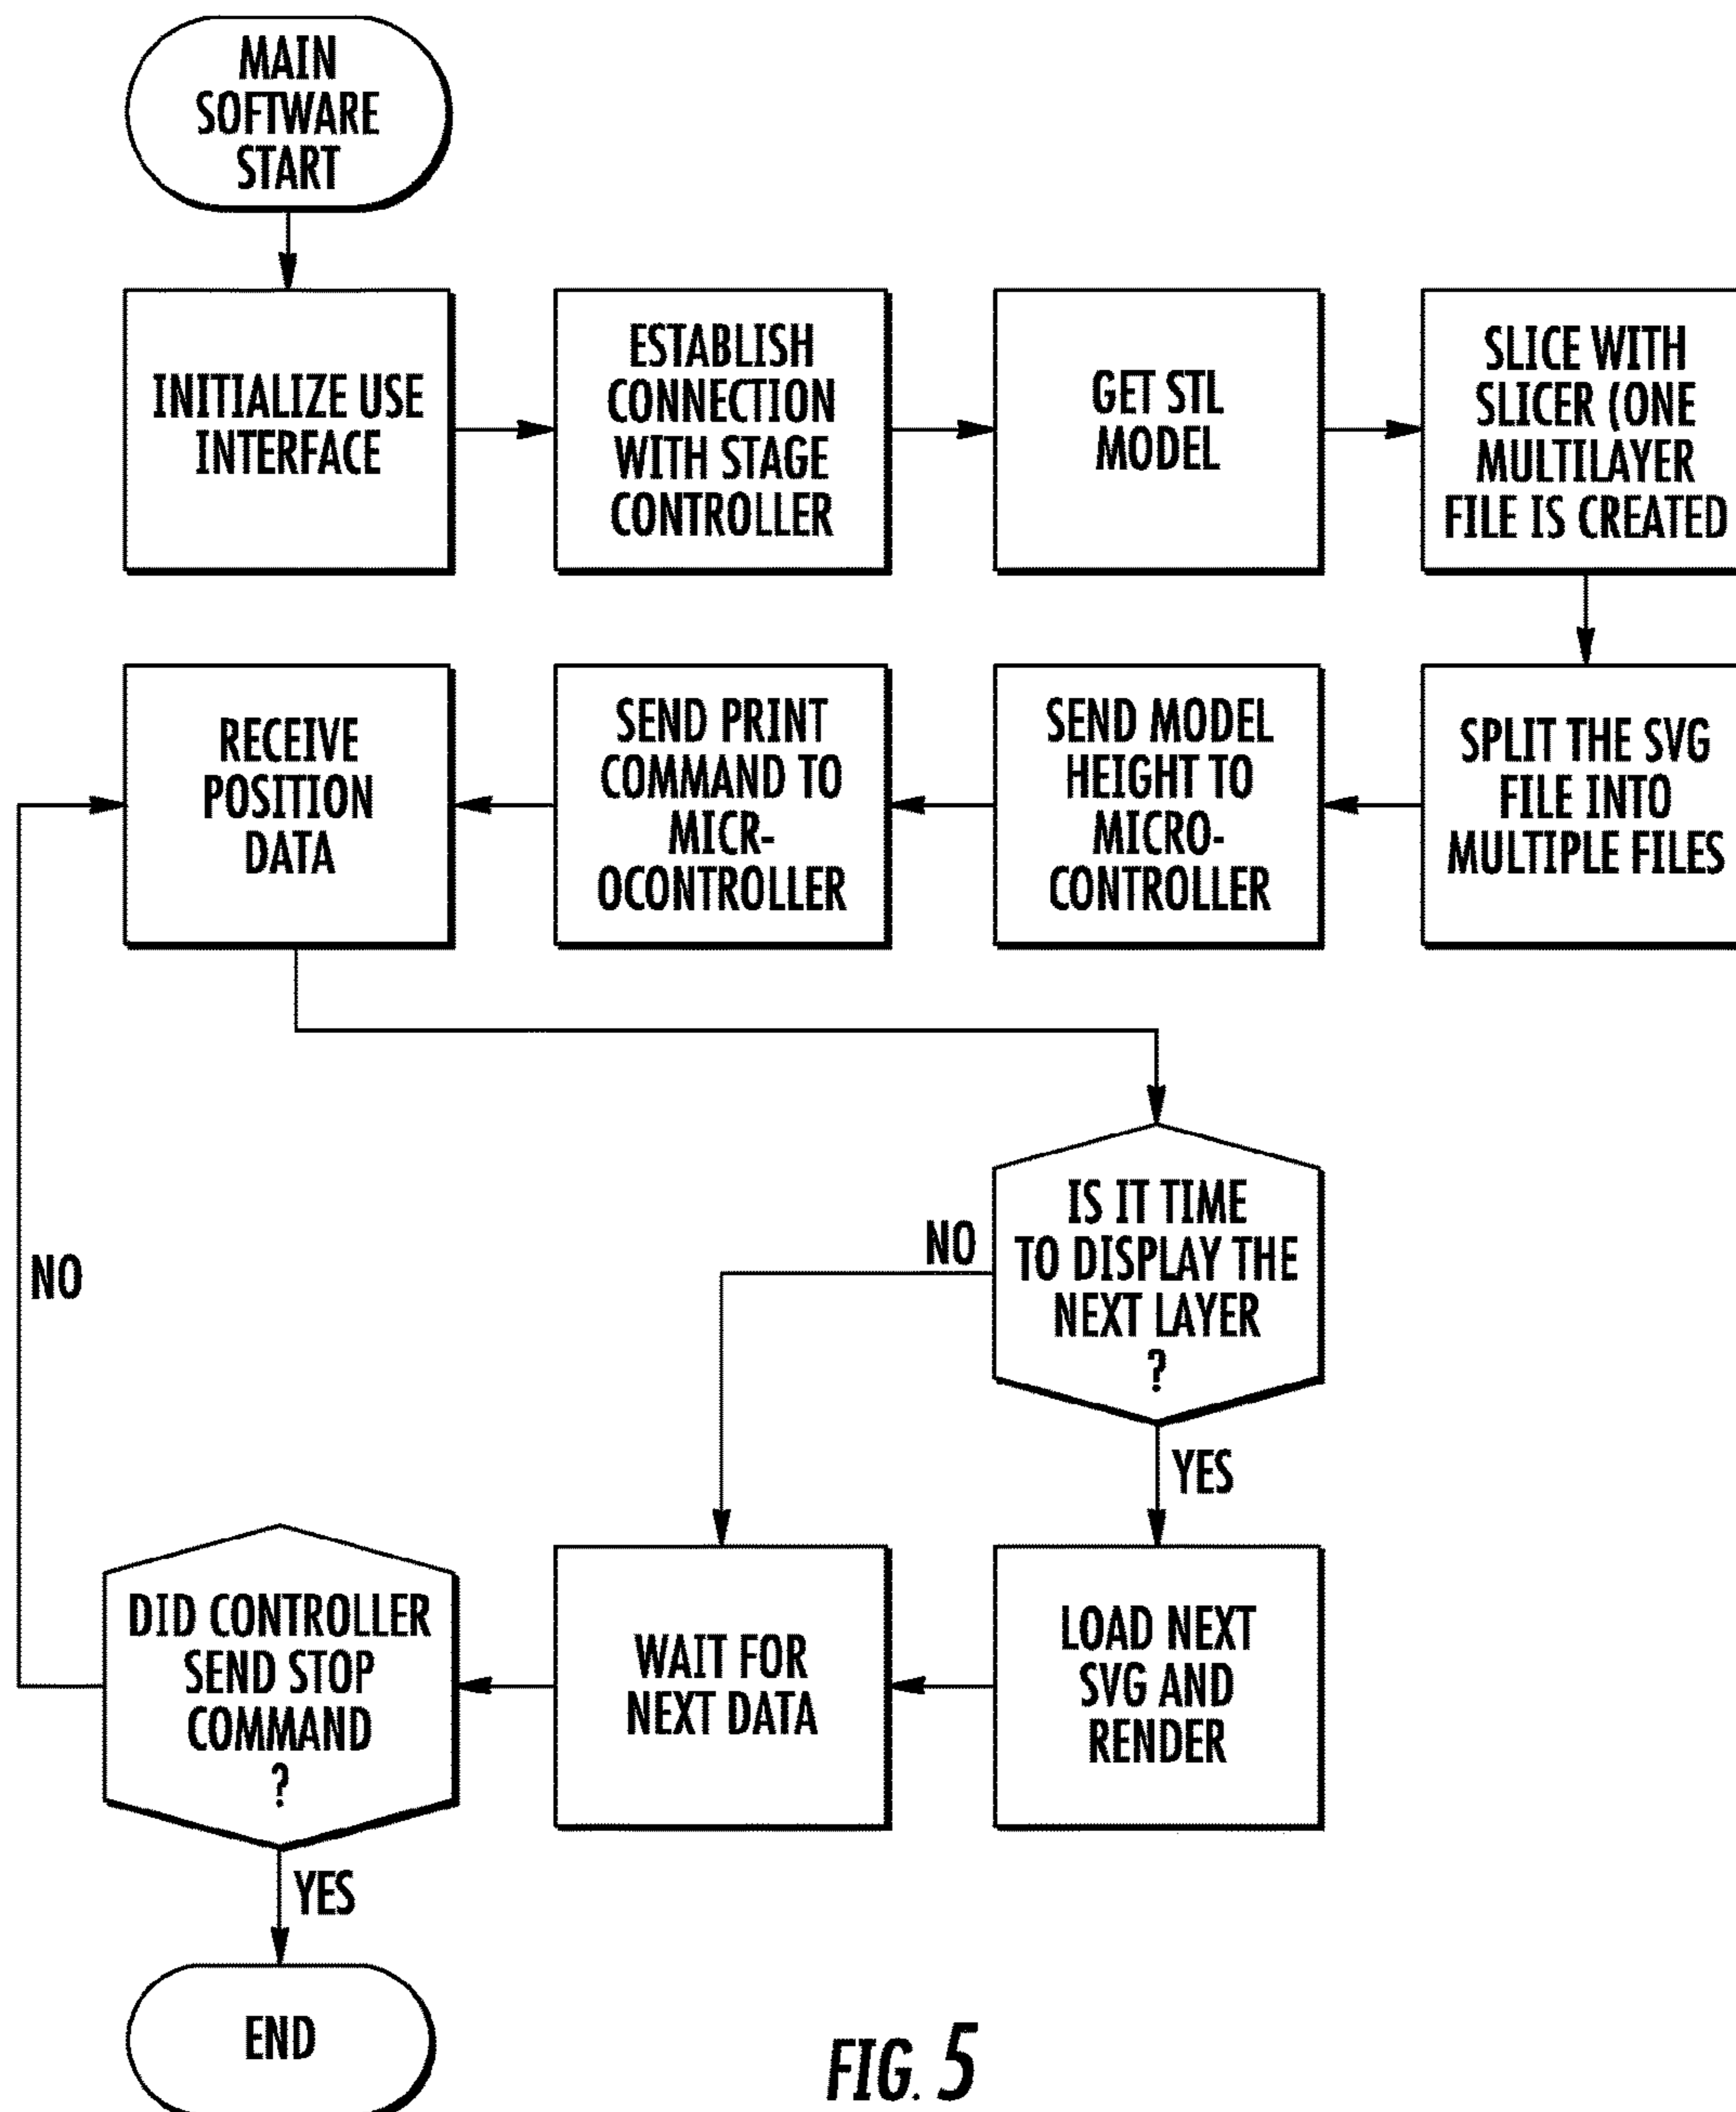 MAIN
SOFTWARE
START
INITIALIZE USE
INTERFACE
ESTABLISH
CONNECTION
WITH STAGE
CONTROLLER
GET STL
MODEL
SLICE WITH
SLICER (ONE
MULTILAYER
FILE IS CREATED
SPLIT THE SVG
FILE INTO
MULTIPLE FILES
SEND MODEL
HEIGHT TO
MICRO-
CONTROLLER
SEND PRINT
COMMAND TO
MICR-
OCONTROLLER
RECEIVE
POSITION
DATA
IS IT TIME
TO DISPLAY THE
NEXT LAYER
?
NO
YES
LOAD NEXT
SVG AND
RENDER
WAIT FOR
NEXT DATA
DID CONTROLLER
SEND STOP
COMMAND
?
NO
YES
END
FIG. 5